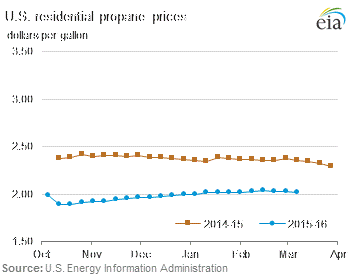 U.S. residential propane prices
dollars per gallon
eia
3.50
3.00
2.50
2.00
1.50
2014-15 2015-16
Oct Nov Dec Jan Feb Mar Apr
Source: U.S. Energy Information Administration